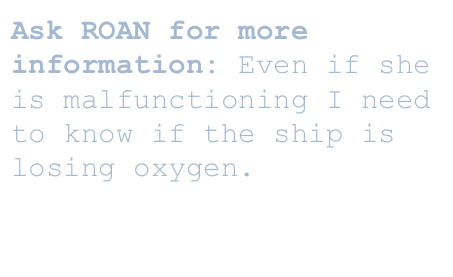 Ask ROAN for more
information: Even if she
is malfunctioning I need
to know if the ship is
losing oxygen.